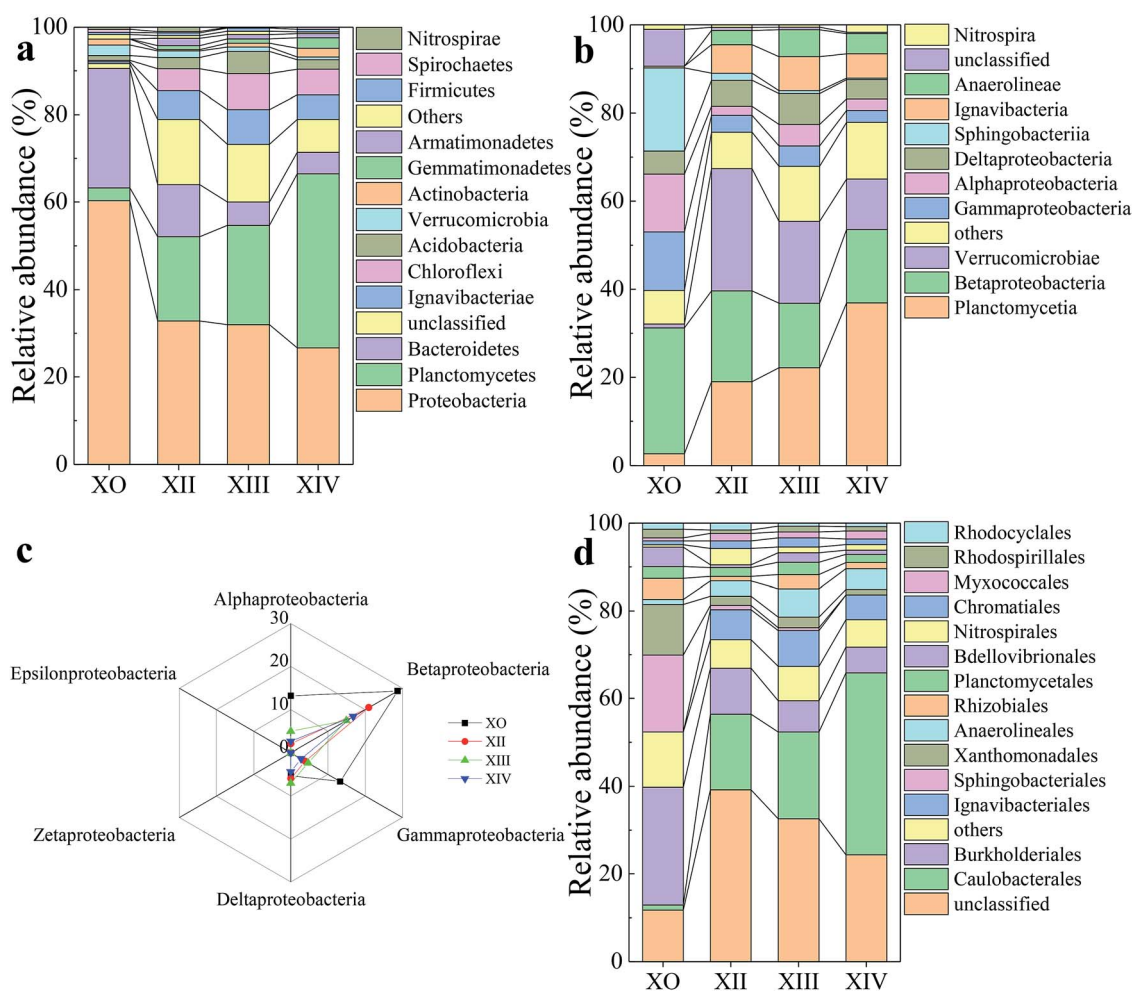 a
Relative abundance (%)
100
80
60
40
20
0
XO XII XIII XIV
Nitrospirae
Spirochaetes
Firmicutes
Others
Armatimonadetes
Gemmatimonadetes
Actinobacteria
Verrucomicrobia
Acidobacteria
Chloroflexi
Ignavibacteriae
unclassified
Bacteroidetes
Planctomycetes
Proteobacteria
b
Relative abundance (%)
100
80
60
40
20
0
XO XII XIII XIV
Nitrospira
unclassified
Anaerolineae
Ignavibacteria
Sphingobacteriia
Deltaproteobacteria
Alphaproteobacteria
Gammaproteobacteria
others
Verrucomicrobiae
Betaproteobacteria
Planctomycetia
c
Alphaproteobacteria
30
20
10
0
Betaproteobacteria
Epsilonproteobacteria
Zetaproteobacteria
Gammaproteobacteria
Deltaproteobacteria
XO
XII
XIII
XIV
d
Relative abundance (%)
100
80
60
40
20
0
XO XII XIII XIV
Rhodocyclales
Rhodospirillales
Myxococcales
Chromatiales
Nitrospirales
Bdellovibrionales
Planctomycetales
Rhizobiales
Anaerolineales
Xanthomonadales
Sphingobacteriales
Ignavibacteriales
others
Burkholderiales
Caulobacterales
unclassified